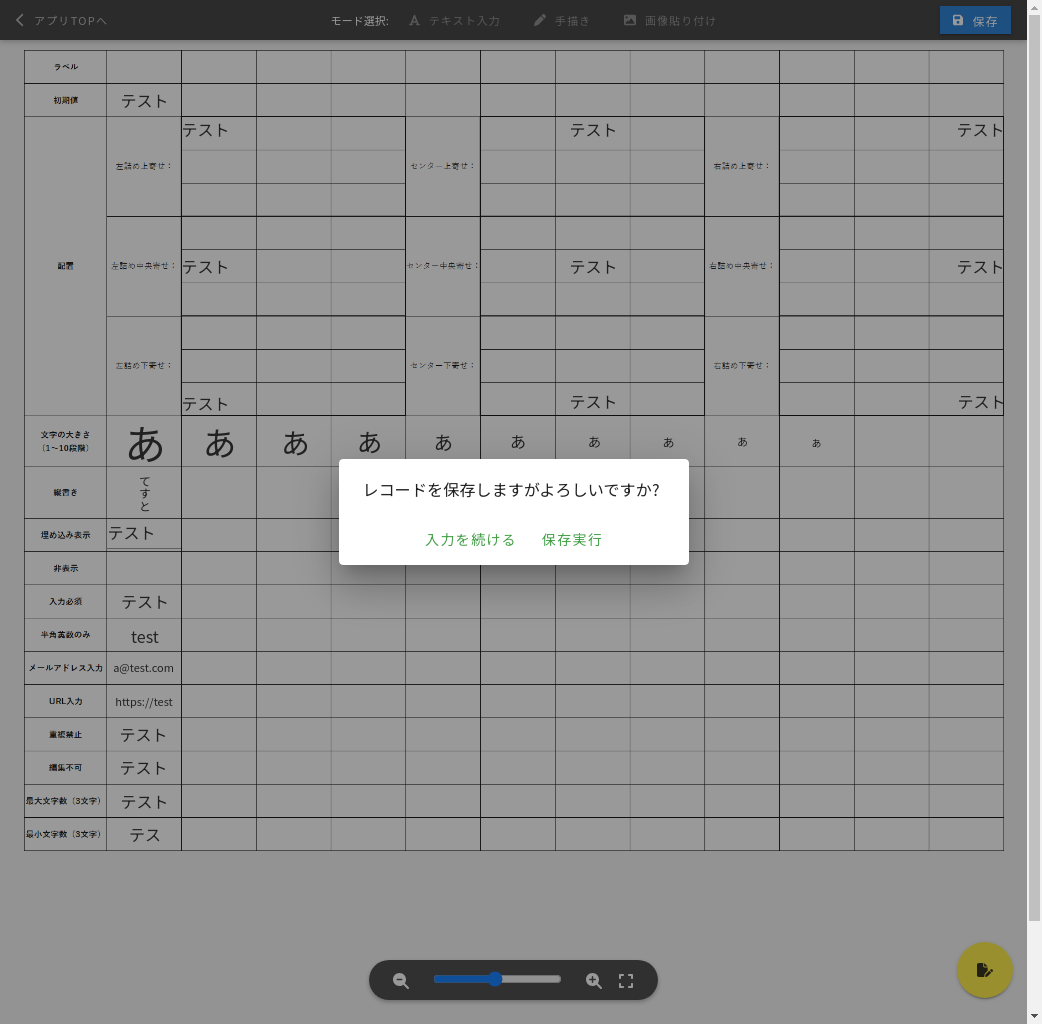 アプリTOPへ
モード選択:
テキスト入力
手描き
画像貼り付け
保存
ラベル
初期値
テスト
配置
左詰め上寄せ：
テスト
センター上寄せ：
テスト
右詰め上寄せ：
テスト
左詰め中央寄せ：
テスト
センター中央寄せ：
テスト
右詰め中央寄せ：
テスト
左詰め下寄せ：
テスト
センター下寄せ：
テスト
右詰め下寄せ：
テスト
文字の大きさ
（1〜10段階）
あ あ あ あ あ あ あ あ あ あ
縦書き
てすと
埋め込み表示
テスト
非表示
入力必須
テスト
半角英数のみ
test
メールアドレス入力
a@test.com
URL入力
https://test
重複禁止
テスト
編集不可
テスト
最大文字数（3文字）
テスト
最小文字数（3文字）
テス
レコードを保存しますがよろしいですか?
入力を続ける
保存実行